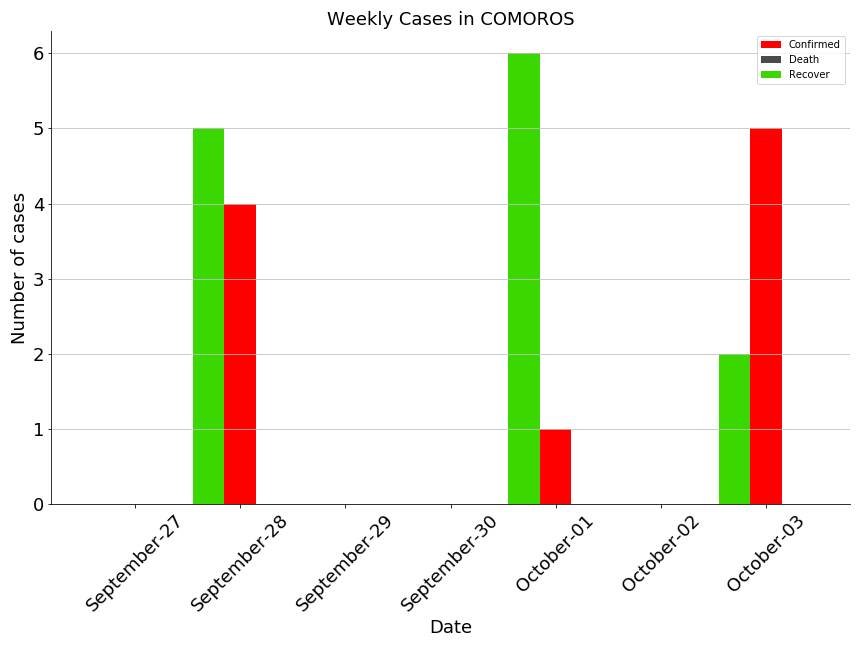 Weekly Cases in COMOROS
Confirmed
Death
Recover
Number of cases
6
5
4
3
2
1
0
September-27
September-28
September-29
September-30
October-01
October-02
October-03
Date